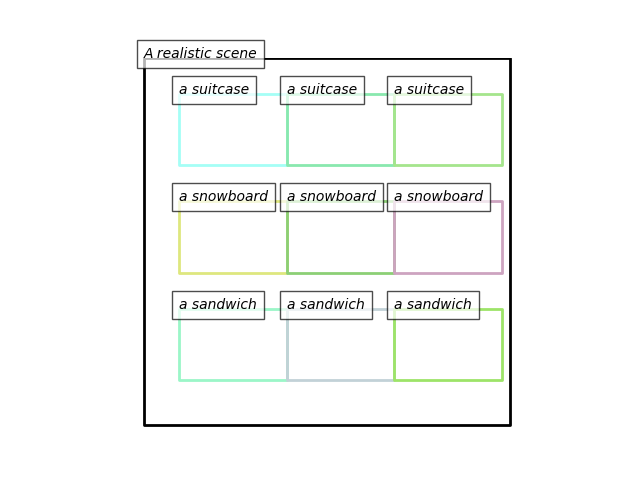 A realistic scene
a suitcase a suitcase a suitcase
a snowboard a snowboard a snowboard
a sandwich a sandwich a sandwich